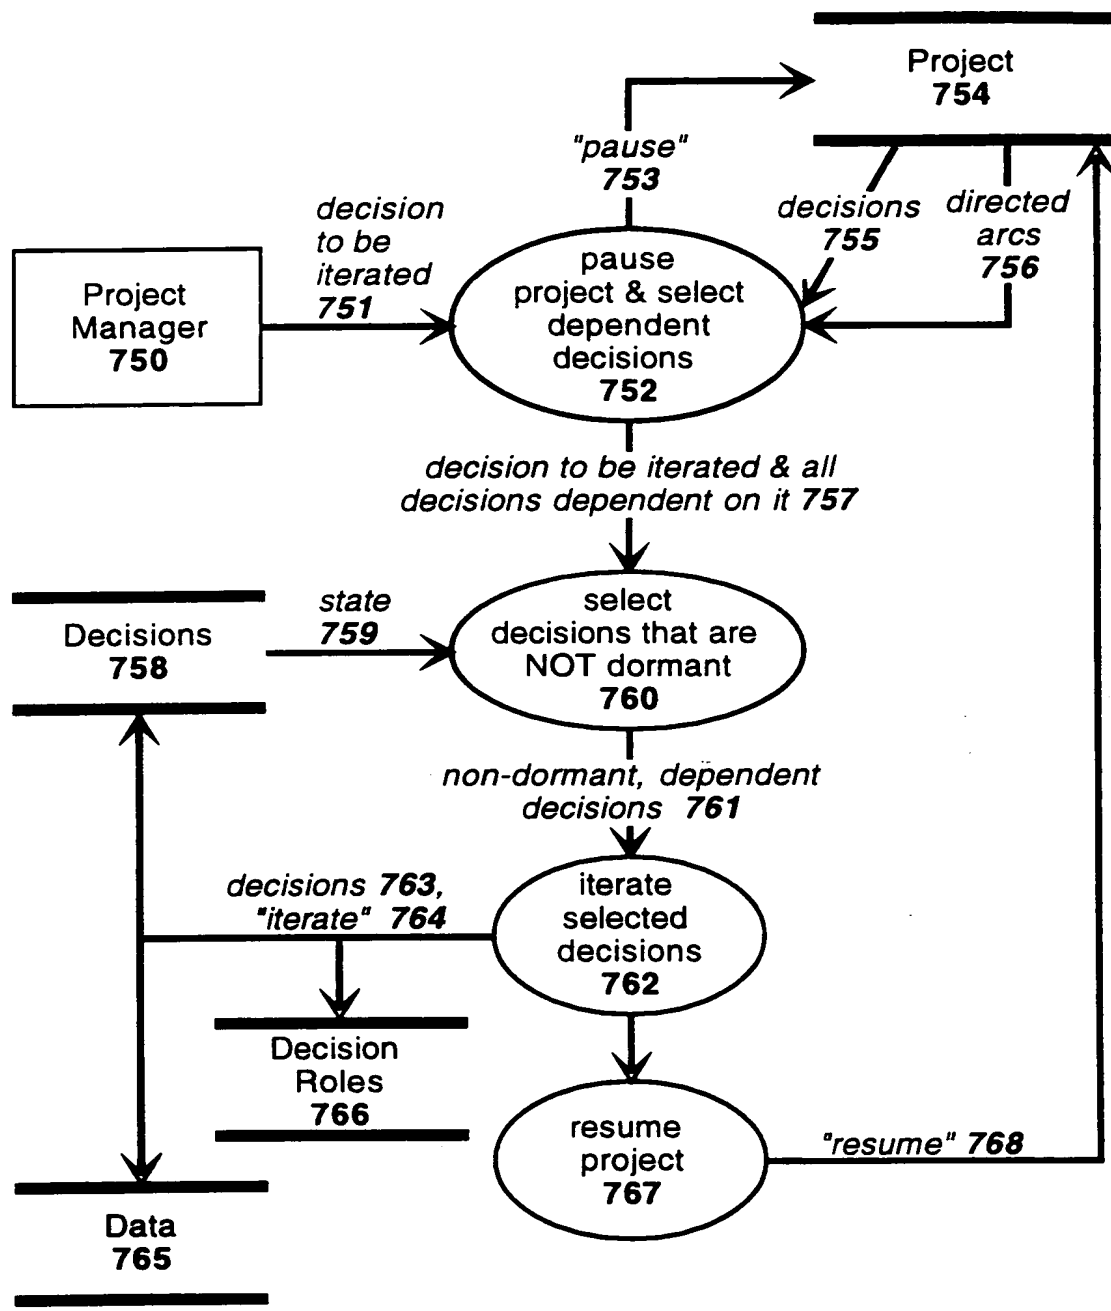 Project
754
"pause"
753
decisions
755
directed
arcs
756
decision
to be
iterated
751
Project
Manager
750
pause
project & select
dependent
decisions
752
decision to be iterated & all
decisions dependent on it 757
Decisions
758
state
759
select
decisions that are
NOT dormant
760
non-dormant, dependent
decisions 761
decisions 763,
"iterate" 764
iterate
selected
decisions
762
Decision
Roles
766
resume
project
767
"resume" 768
Data
765